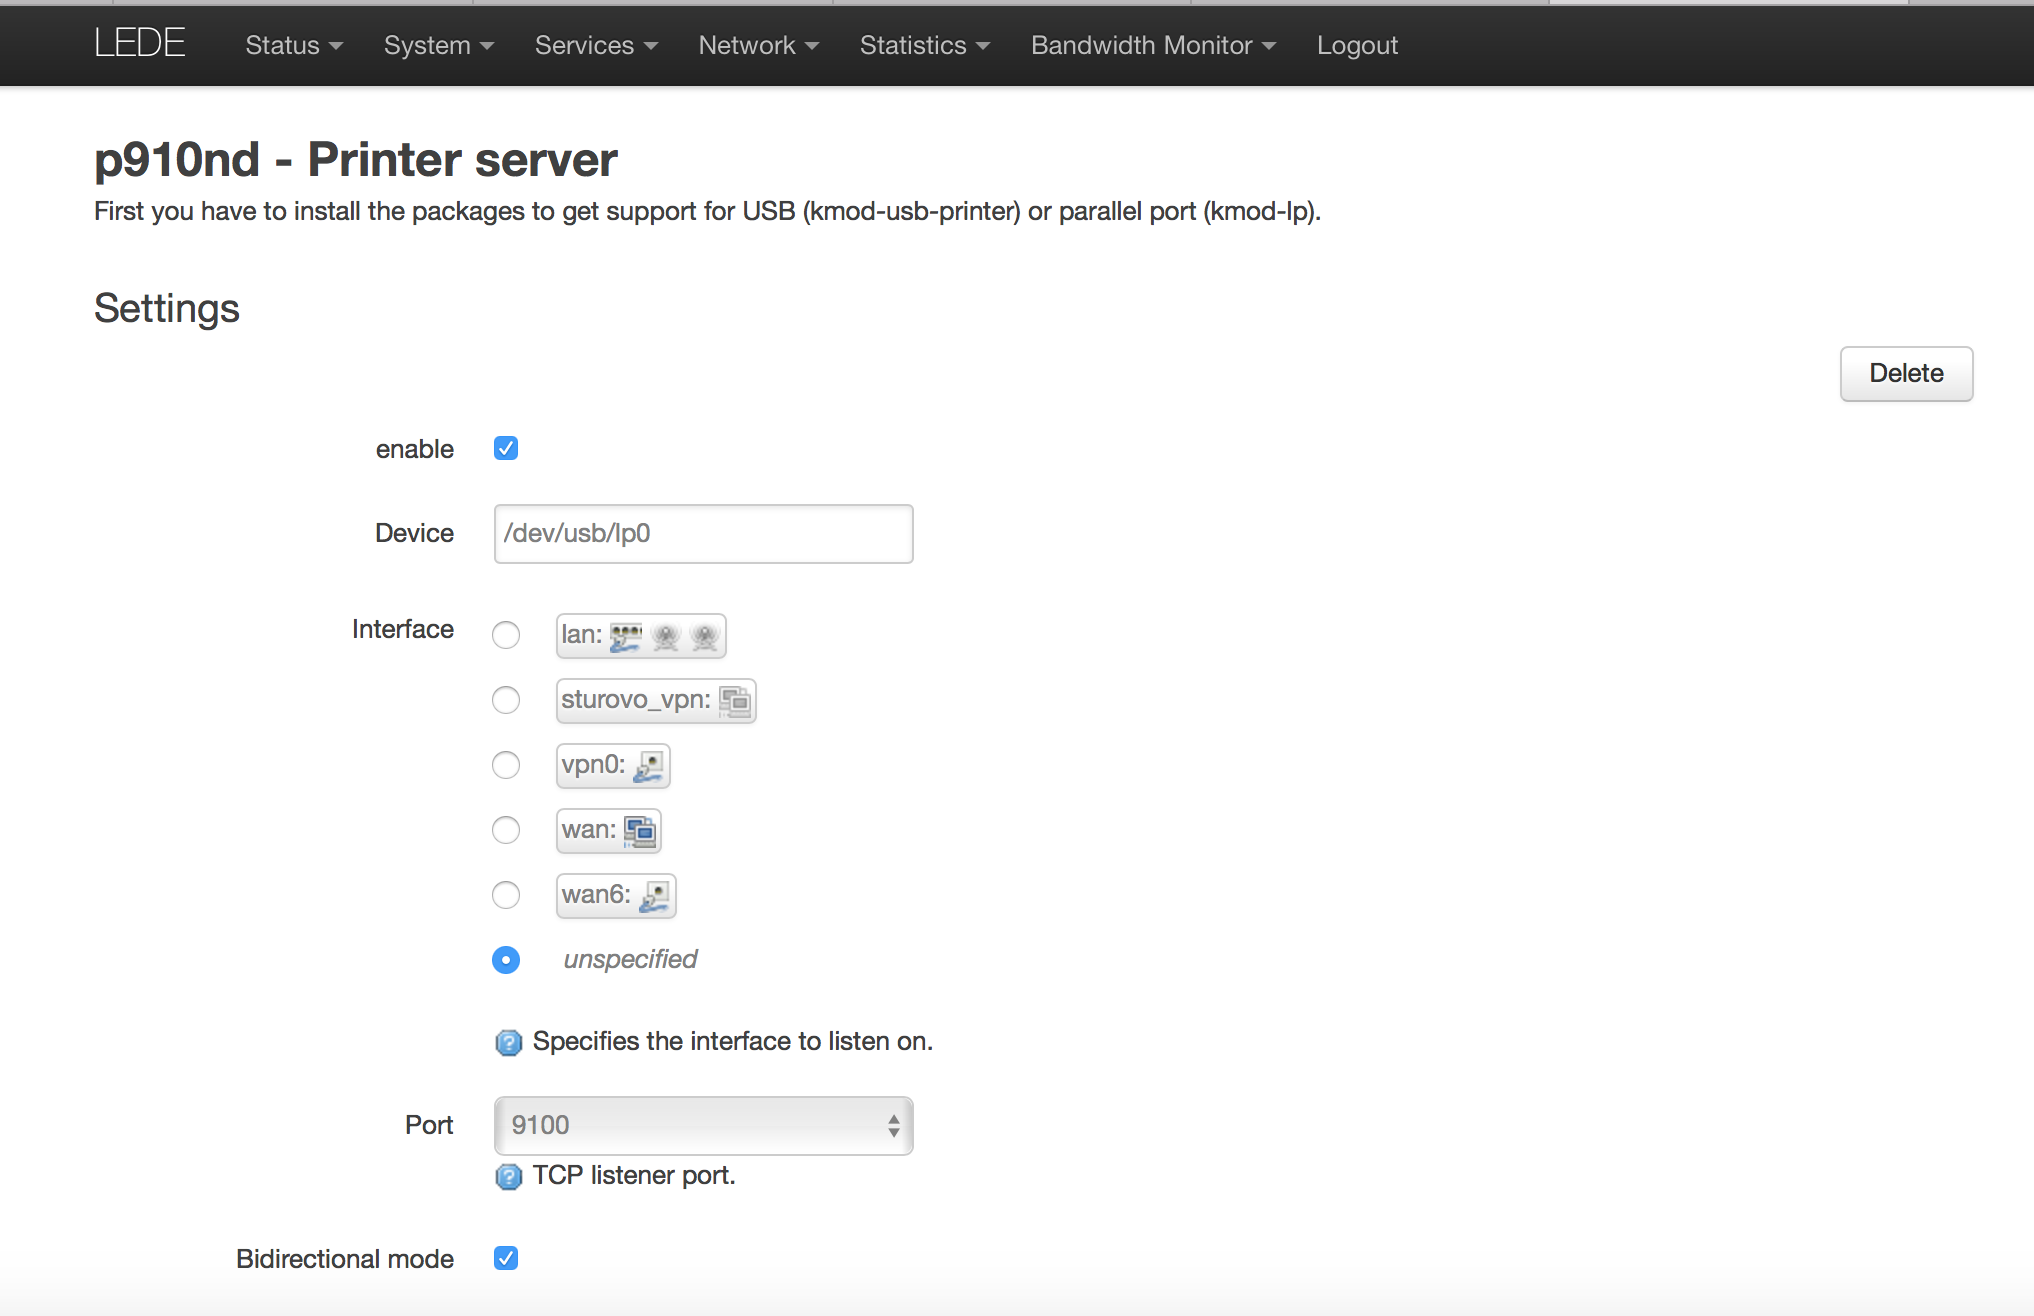 LEDE Status System Services Network Statistics Bandwidth Monitor Logout
p910nd - Printer server
First you have to install the packages to get support for USB (kmod-usb-printer) or parallel port (kmod-lp).
Settings
Delete
enable
Device /dev/usb/lp0
Interface lan:
sturovo_vpn:
vpn0:
wan:
wan6:
unspecified
Specifies the interface to listen on.
Port 9100
TCP listener port.
Bidirectional mode